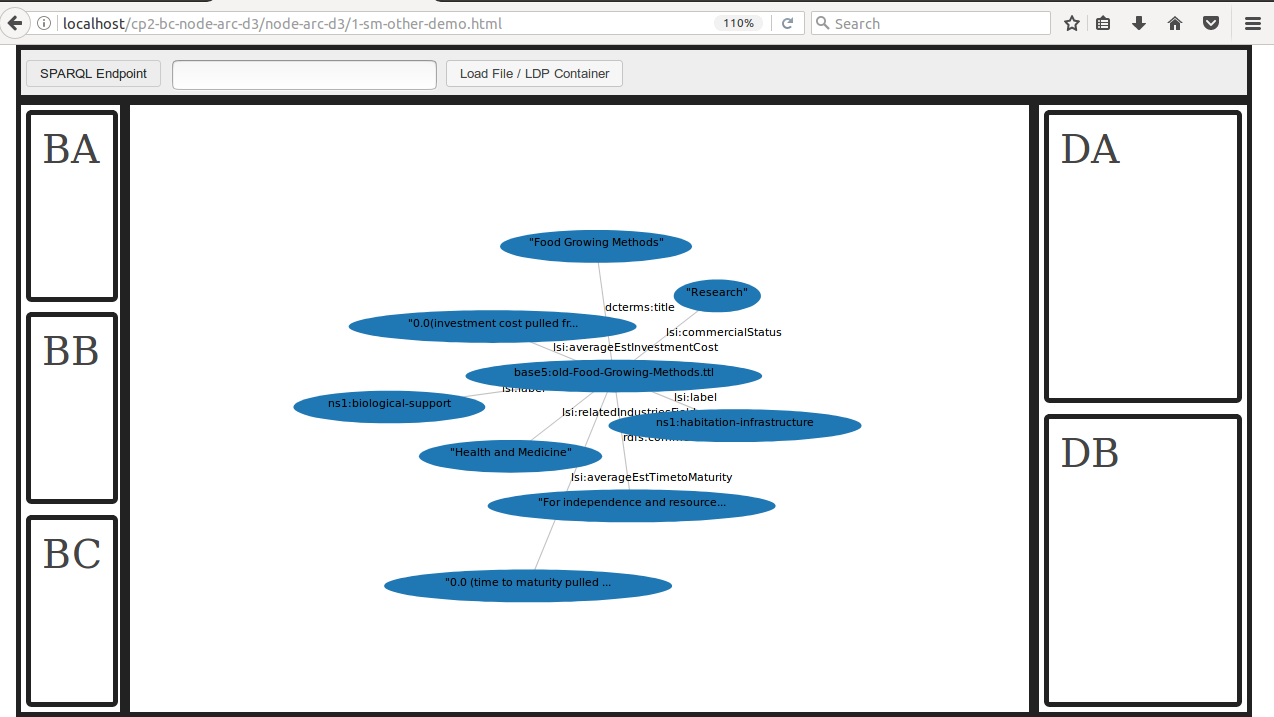 localhost/cp2-bc-node-arc-d3/node-arc-d3/1-sm-other-demo.html 110% Search
SPARQL Endpoint Load File / LDP Container
BA
BB
BC
"Food Growing Methods"
"Research"
dcterms:title
"0.0(investment cost pulled fr...
lsi:commercialStatus
lsi:averageEstInvestmentCost
base5:old-Food-Growing-Methods.ttl
lsi:label
lsi:label
ns1:biological-support
lsi:relatedIndustriesField
ns1:habitation-infrastructure
"Health and Medicine"
lsi:averageEstTimetoMaturity
"For independence and resource...
"0.0 (time to maturity pulled ...
DA
DB